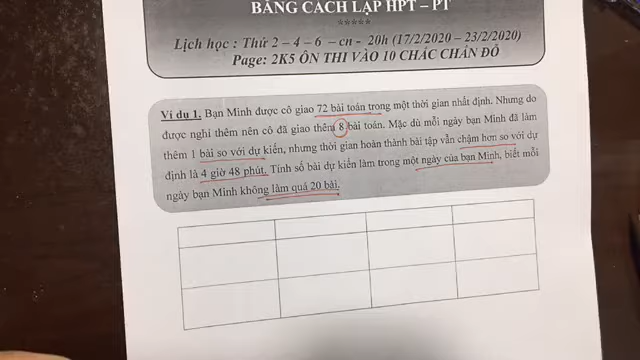 BẰNG CÁCH LẬP HPT – PT
*****
Lịch học : Thứ 2 – 4 – 6 – cn - 20h (17/2/2020 – 23/2/2020)
Page: 2K5 ÔN THI VÀO 10 CHẮC CHẮN ĐỖ
Ví dụ 1. Bạn Minh được cô giao 72 bài toán trong một thời gian nhất định. Nhưng do
được nghỉ thêm nên cô đã giao thêm 8 bài toán. Mặc dù mỗi ngày bạn Minh đã làm
thêm 1 bài so với dự kiến, nhưng thời gian hoàn thành bài tập vẫn chậm hơn so với dự
định là 4 giờ 48 phút. Tính số bài dự kiến làm trong một ngày của bạn Minh, biết mỗi
ngày bạn Minh không làm quá 20 bài.